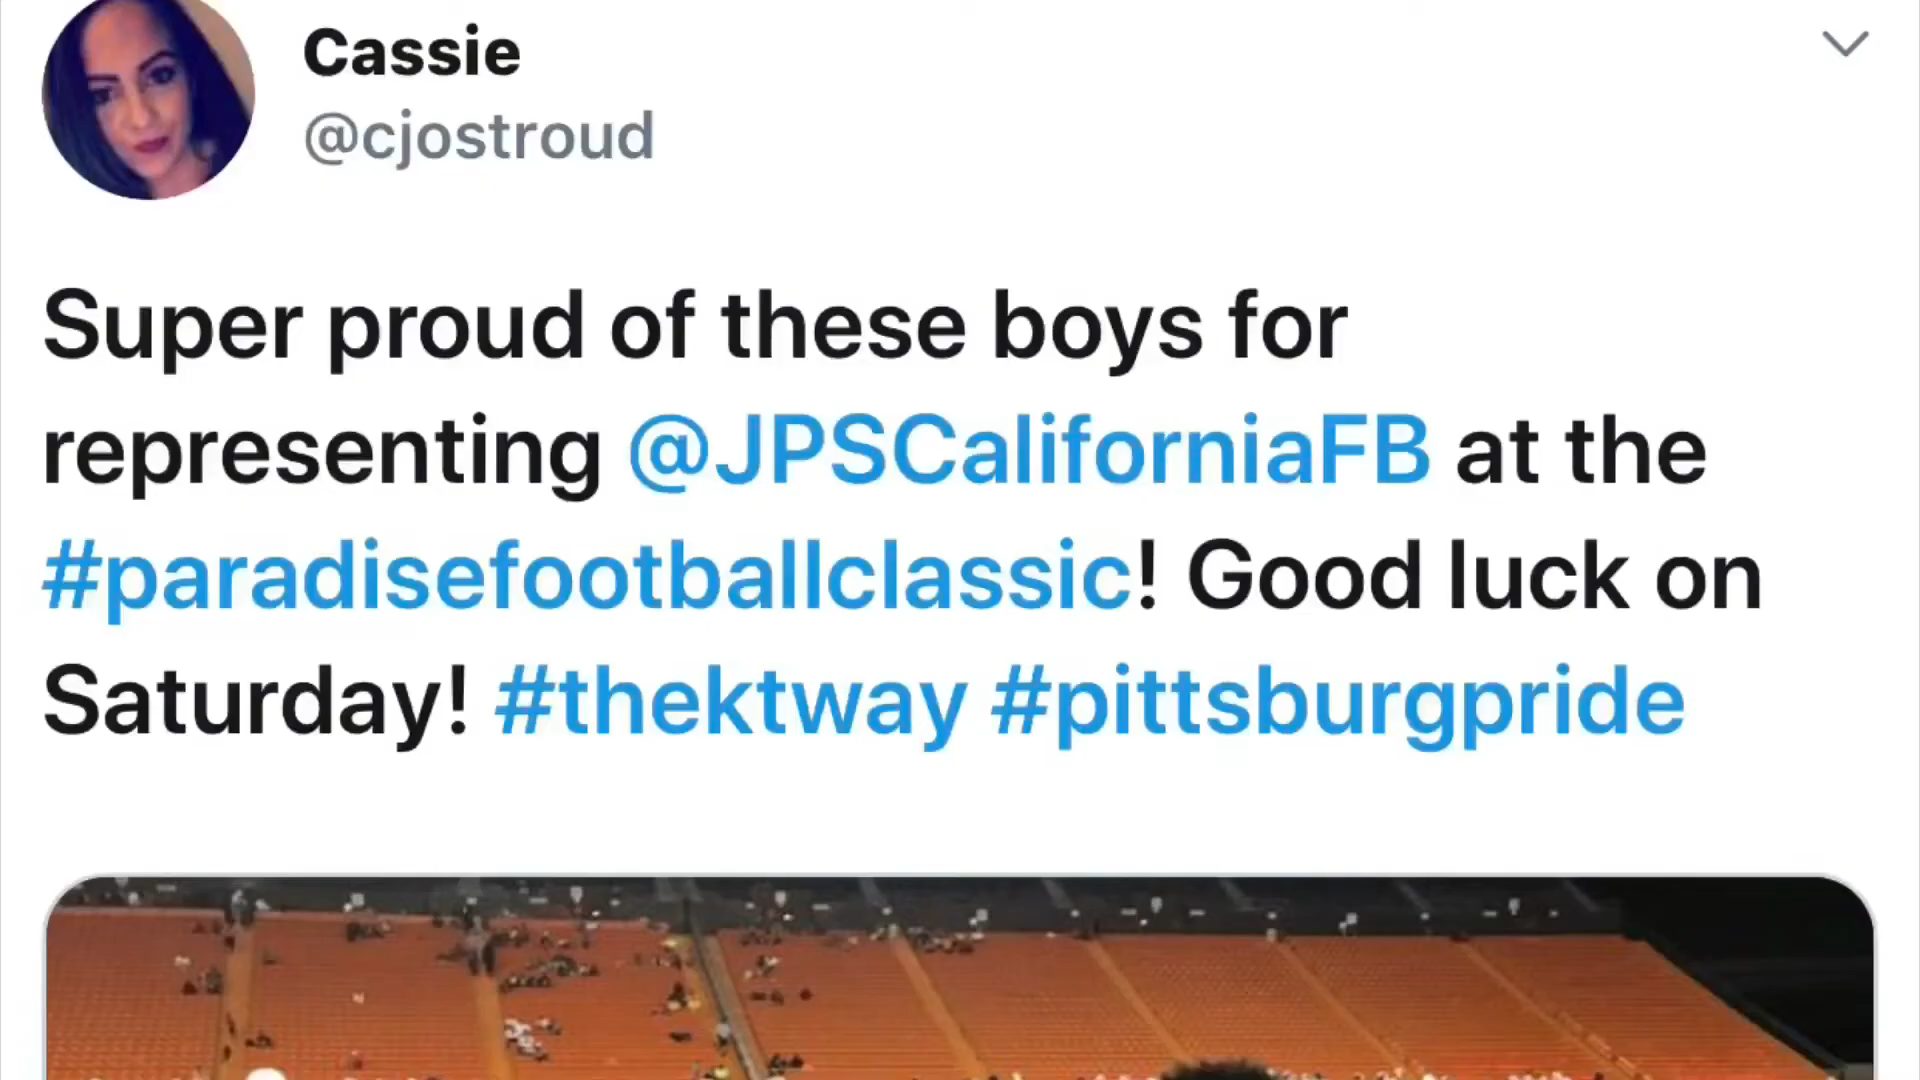 Cassie
@cjostroud
Super proud of these boys for
representing @JPSCaliforniaFB at the
#paradisefootballclassic! Good luck on
Saturday! #thektway #pittsburgpride